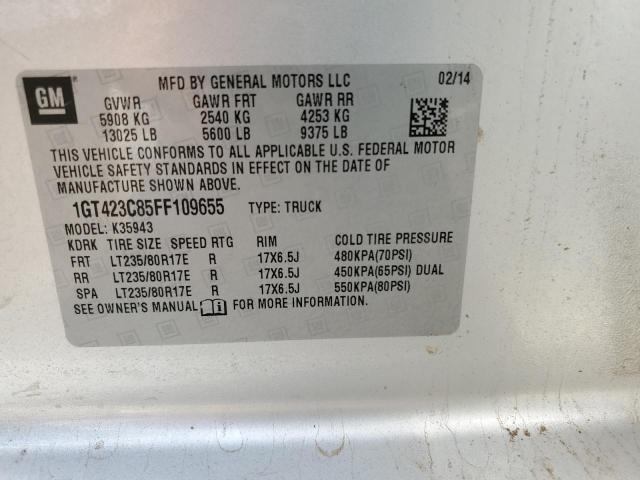 GM
MFD BY GENERAL MOTORS LLC 02/14
GVWR GAWR FRT GAWR RR
5908 KG 2540 KG 4253 KG
13025 LB 5600 LB 9375 LB
THIS VEHICLE CONFORMS TO ALL APPLICABLE U.S. FEDERAL MOTOR
VEHICLE SAFETY STANDARDS IN EFFECT ON THE DATE OF
MANUFACTURE SHOWN ABOVE.
1GT423C85FF109655 TYPE: TRUCK
MODEL: K35943
KDRK TIRE SIZE SPEED RTG RIM COLD TIRE PRESSURE
FRT LT235/80R17E R 17X6.5J 480KPA(70PSI)
RR LT235/80R17E R 17X6.5J 450KPA(65PSI) DUAL
SPA LT235/80R17E R 17X6.5J 550KPA(80PSI)
SEE OWNER'S MANUAL FOR MORE INFORMATION.